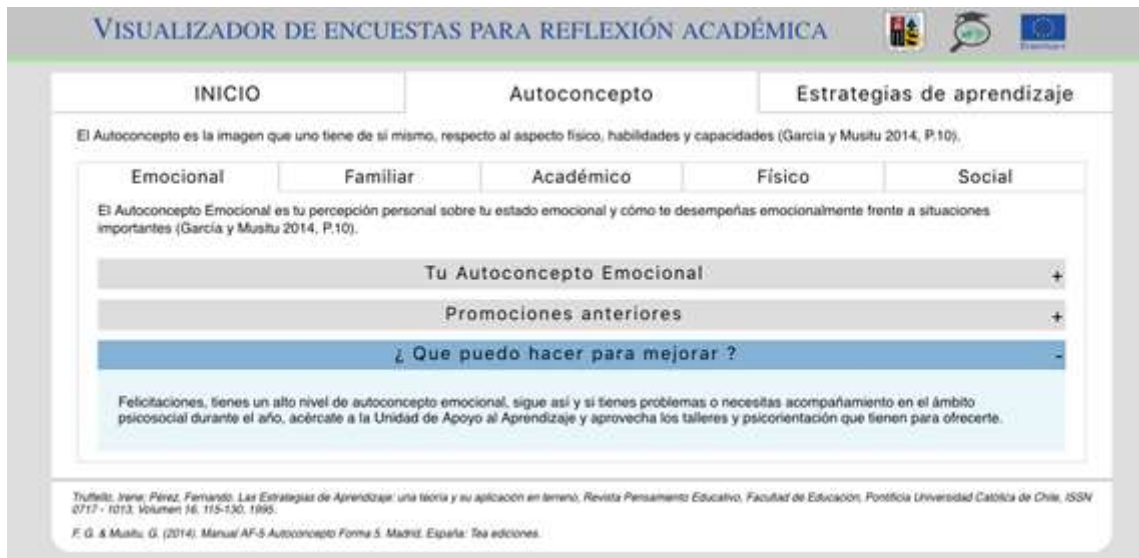 VISUALIZADOR DE ENCUESTAS PARA REFLEXIÓN ACADÉMICA
Erasmus+
INICIO
Autoconcepto
Estrategias de aprendizaje
El Autoconcepto es la imagen que uno tiene de si mismo, respecto al aspecto físico, habilidades y capacidades (García y Musitu 2014, P.10).
Emocional
Familiar
Académico
Físico
Social
El Autoconcepto Emocional es tu percepción personal sobre tu estado emocional y cómo te desempeñas emocionalmente frente a situaciones
importantes (García y Musitu 2014, P.10).
Tu Autoconcepto Emocional +
Promociones anteriores +
¿ Que puedo hacer para mejorar ? -
Felicitaciones, tienes un alto nivel de autoconcepto emocional, sigue así y si tienes problemas o necesitas acompañamiento en el ámbito
psicosocial durante el año, acércate a la Unidad de Apoyo al Aprendizaje y aprovecha los talleres y psicorientación que tienen para ofrecerte.
Truffello, Irene; Pérez, Fernando. Las Estrategias de Aprendizaje: una teoría y su aplicación en terreno, Revista Pensamiento Educativo, Facultad de Educación, Pontificia Universidad Católica de Chile, ISSN
0717 - 1013, Volumen 16, 115-130, 1995.
F. G. & Musitu, G. (2014). Manual AF-5 Autoconcepto Forma 5. Madrid, España: Tea ediciones.